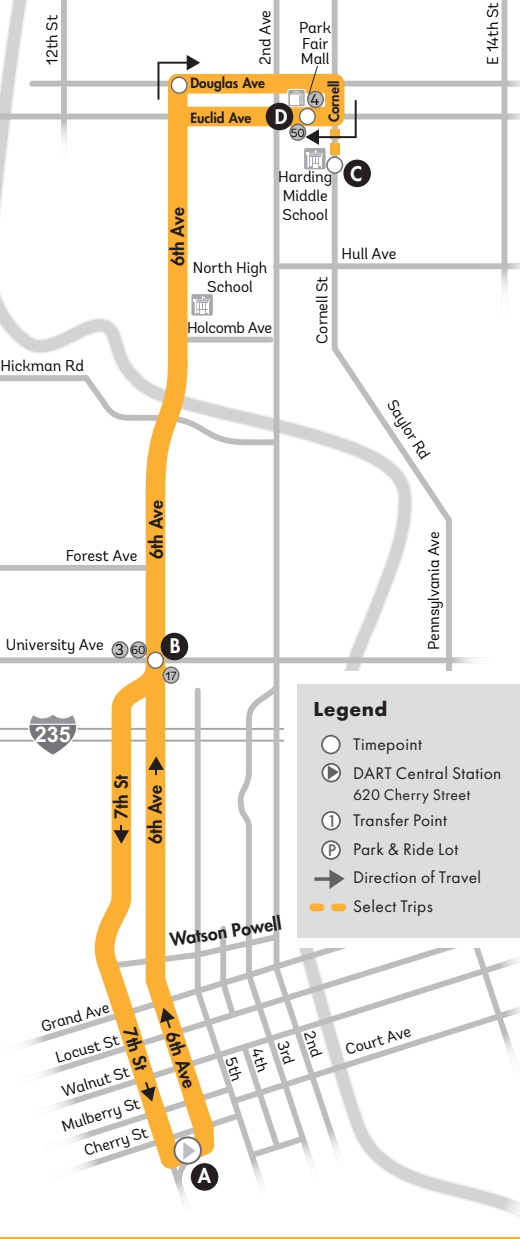 12th St
2nd Ave
Park
Fair
Mall
E 14th St
Douglas Ave
4
Cornell
Euclid Ave
D
50
C
Harding
Middle
School
6th Ave
Hull Ave
North High
School
Cornell St
Holcomb Ave
Hickman Rd
Saylor Rd
6th Ave
Forest Ave
Pennsylvania Ave
University Ave
3
60
B
17
235
7th St
6th Ave
Legend
Timepoint
DART Central Station
620 Cherry Street
1
Transfer Point
P
Park & Ride Lot
Direction of Travel
Select Trips
Watson Powell
Grand Ave
Locust St
Walnut St
Mulberry St
Cherry St
7th St
6th Ave
5th
4th
3rd
2nd
Court Ave
A